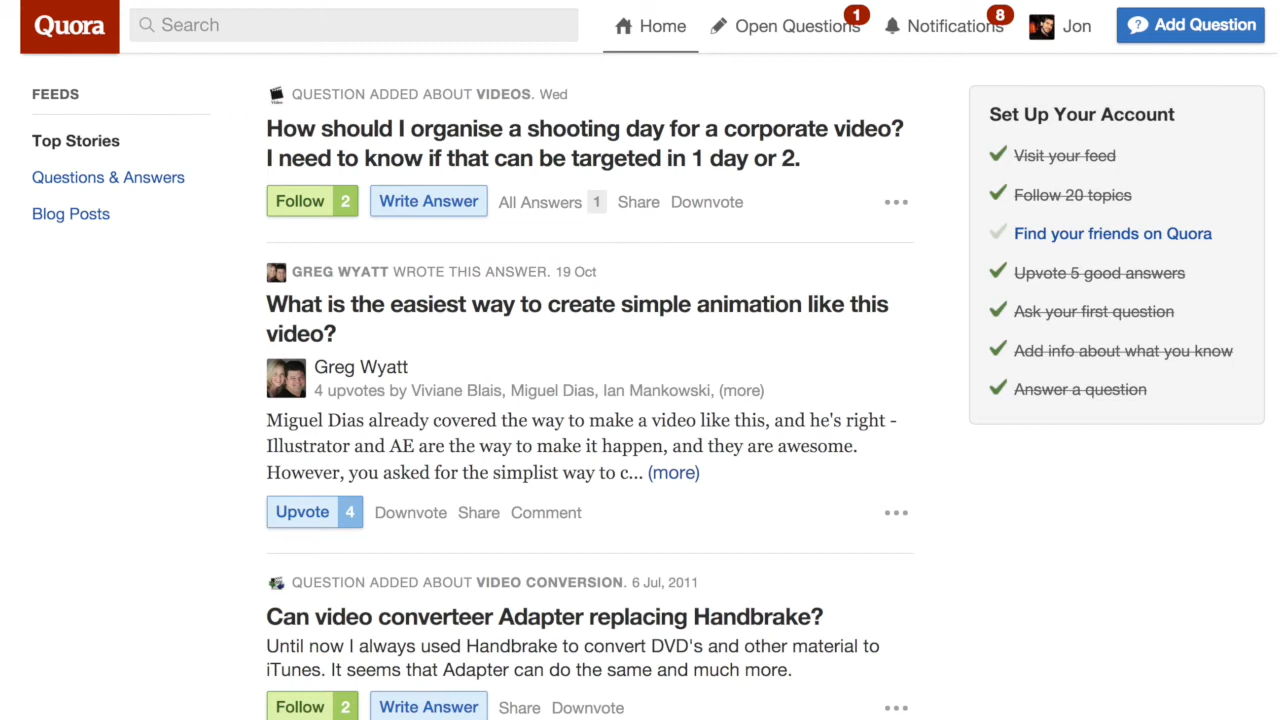 Quora
Search
Home
Open Questions 1
Notifications 8
Jon
Add Question
FEEDS
Top Stories
Questions & Answers
Blog Posts
QUESTION ADDED ABOUT VIDEOS. Wed
How should I organise a shooting day for a corporate video?
I need to know if that can be targeted in 1 day or 2.
Follow 2 Write Answer All Answers 1 Share Downvote
GREG WYATT WROTE THIS ANSWER. 19 Oct
What is the easiest way to create simple animation like this
video?
Greg Wyatt
4 upvotes by Viviane Blais, Miguel Dias, Ian Mankowski, (more)
Miguel Dias already covered the way to make a video like this, and he's right -
Illustrator and AE are the way to make it happen, and they are awesome.
However, you asked for the simplist way to c... (more)
Upvote 4 Downvote Share Comment
QUESTION ADDED ABOUT VIDEO CONVERSION. 6 Jul, 2011
Can video converteer Adapter replacing Handbrake?
Until now I always used Handbrake to convert DVD's and other material to
iTunes. It seems that Adapter can do the same and much more.
Follow 2 Write Answer Share Downvote
Set Up Your Account
Visit your feed
Follow 20 topics
Find your friends on Quora
Upvote 5 good answers
Ask your first question
Add info about what you know
Answer a question